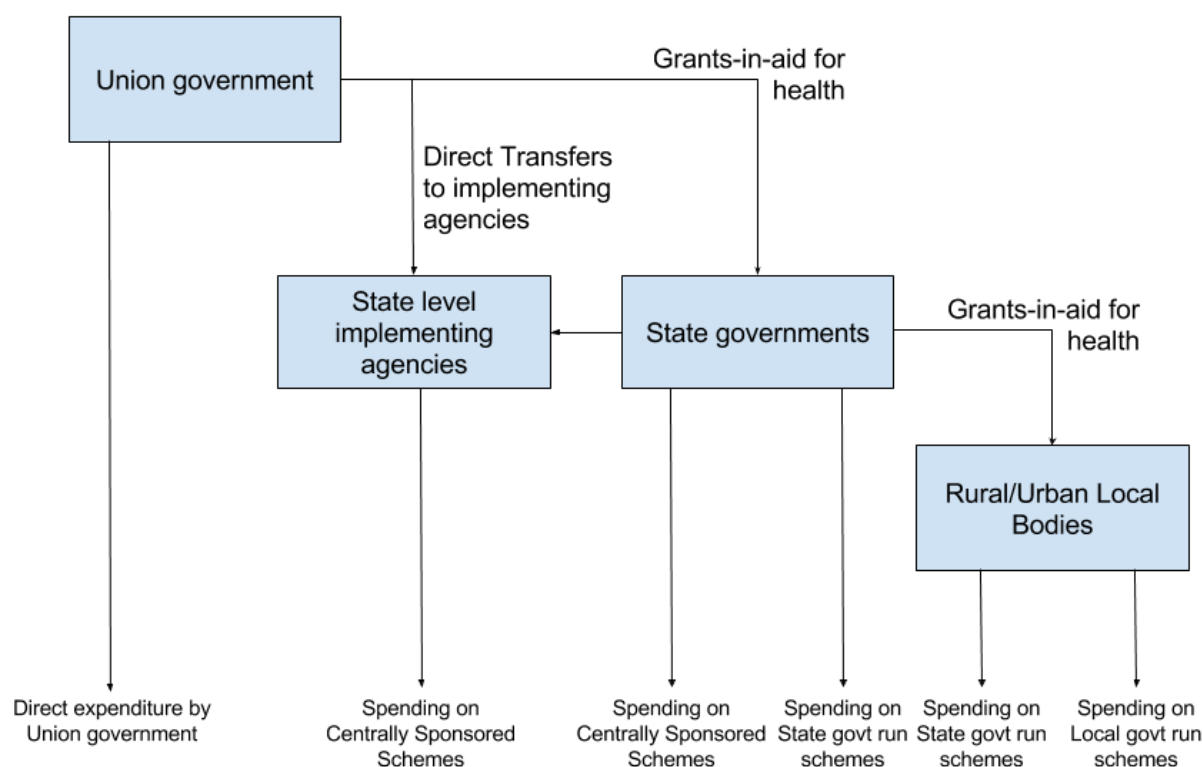 Union government
Grants-in-aid for
health
Direct Transfers
to implementing
agencies
State level
implementing
agencies
State governments
Grants-in-aid for
health
Rural/Urban Local
Bodies
Direct expenditure by
Union government
Spending on
Centrally Sponsored
Schemes
Spending on
Centrally Sponsored
Schemes
Spending on
State govt run
schemes
Spending on
State govt run
schemes
Spending on
Local govt run
schemes